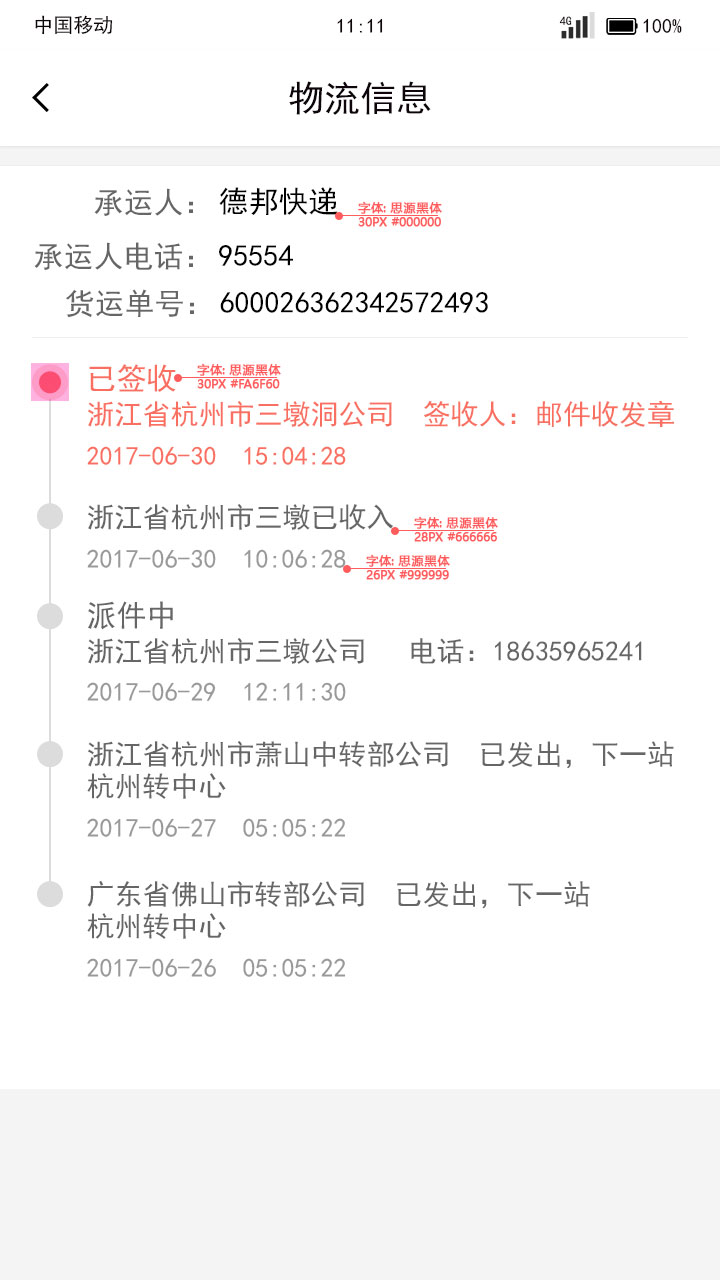 中国移动 11:11 4G 100%
物流信息
承运人： 德邦快递
字体: 思源黑体
30PX #000000
承运人电话： 95554
货运单号： 600026362342572493
已签收
字体: 思源黑体
30PX #FA6F60
浙江省杭州市三墩洞公司 签收人：邮件收发章
2017-06-30 15:04:28
浙江省杭州市三墩已收入
字体: 思源黑体
28PX #666666
2017-06-30 10:06:28
字体: 思源黑体
26PX #999999
派件中
浙江省杭州市三墩公司 电话：18635965241
2017-06-29 12:11:30
浙江省杭州市萧山中转部公司 已发出，下一站
杭州转中心
2017-06-27 05:05:22
广东省佛山市转部公司 已发出，下一站
杭州转中心
2017-06-26 05:05:22